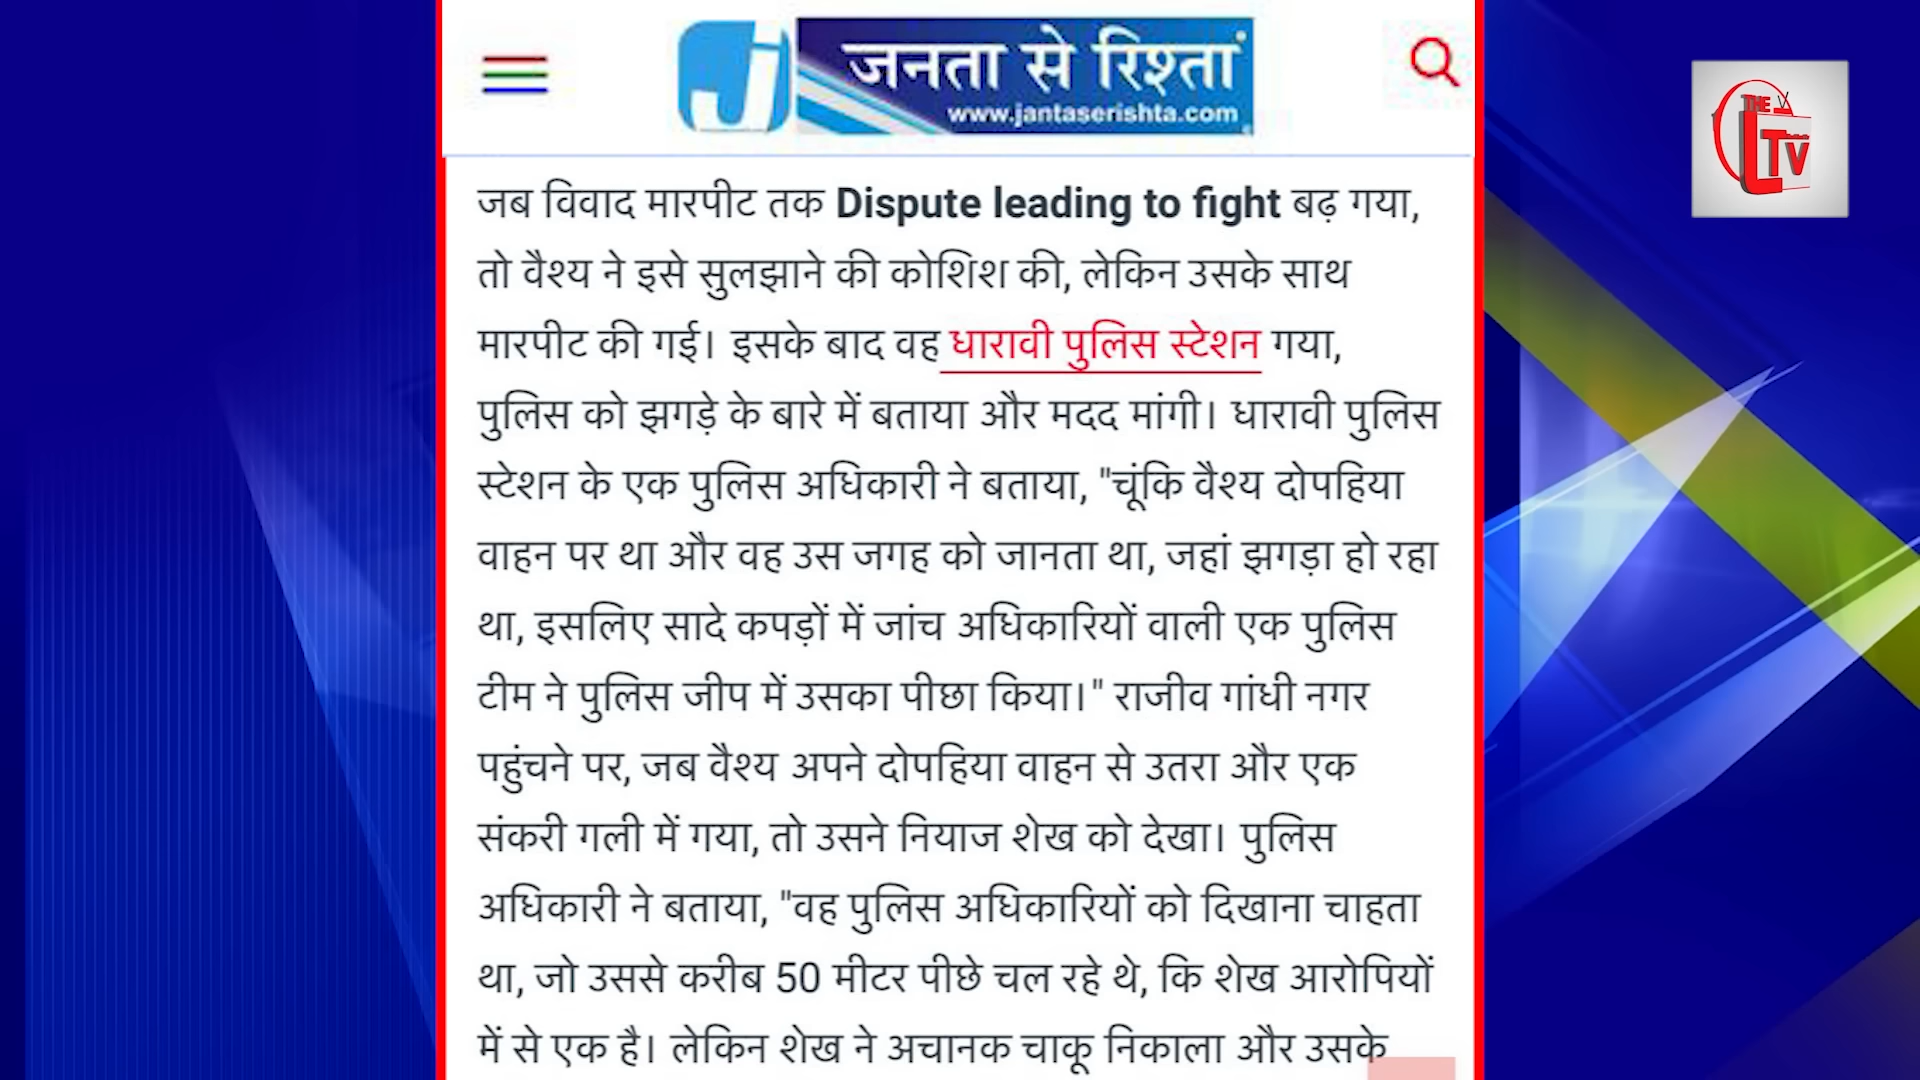 जनता से रिश्ता
www.jantaserishta.com
THE
LTV
जब विवाद मारपीट तक Dispute leading to fight बढ़ गया,
तो वैश्य ने इसे सुलझाने की कोशिश की, लेकिन उसके साथ
मारपीट की गई। इसके बाद वह धारावी पुलिस स्टेशन गया,
पुलिस को झगड़े के बारे में बताया और मदद मांगी। धारावी पुलिस
स्टेशन के एक पुलिस अधिकारी ने बताया, "चूंकि वैश्य दोपहिया
वाहन पर था और वह उस जगह को जानता था, जहां झगड़ा हो रहा
था, इसलिए सादे कपड़ों में जांच अधिकारियों वाली एक पुलिस
टीम ने पुलिस जीप में उसका पीछा किया।" राजीव गांधी नगर
पहुंचने पर, जब वैश्य अपने दोपहिया वाहन से उतरा और एक
संकरी गली में गया, तो उसने नियाज शेख को देखा। पुलिस
अधिकारी ने बताया, "वह पुलिस अधिकारियों को दिखाना चाहता
था, जो उससे करीब 50 मीटर पीछे चल रहे थे, कि शेख आरोपियों
में से एक है। लेकिन शेख ने अचानक चाकू निकाला और उसके